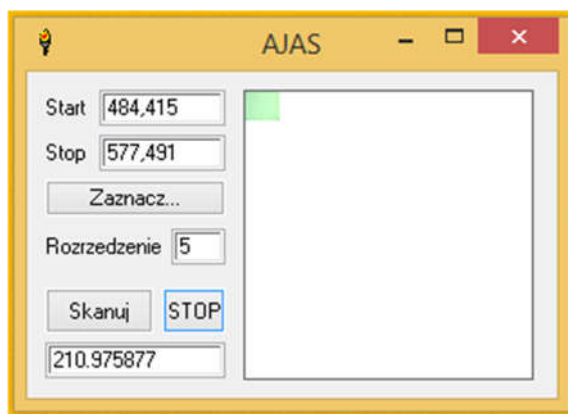 AJAS
Start 484,415
Stop 577,491
Zaznacz...
Rozrzedzenie 5
Skanuj STOP
210.975877